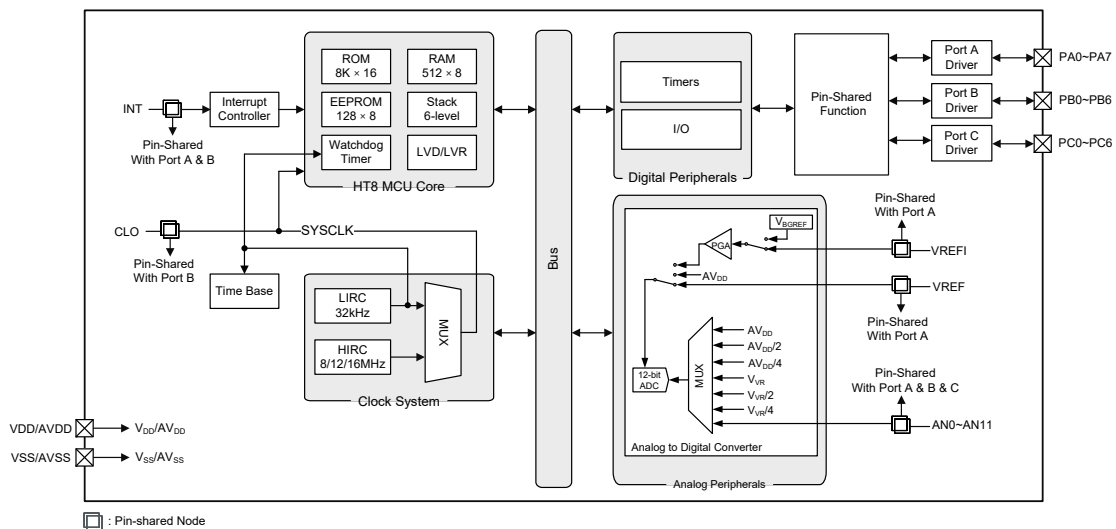 ROM
8K × 16
RAM
512 × 8
EEPROM
128 × 8
Stack
6-level
Watchdog
Timer
LVD/LVR
HT8 MCU Core
INT
Interrupt
Controller
Pin-Shared
With Port A & B
CLO
SYSCLK
Pin-Shared
With Port B
Time Base
LIRC
32kHz
HIRC
8/12/16MHz
MUX
Clock System
VDD/AVDD
VDD/AVDD
VSS/AVSS
VSS/AVSS
Bus
Timers
I/O
Digital Peripherals
Pin-Shared
Function
Port A
Driver
PA0~PA7
Port B
Driver
PB0~PB6
Port C
Driver
PC0~PC6
Pin-Shared
With Port A
VBGREF
PGA
VREFI
AVDD
VREF
Pin-Shared
With Port A
AVDD
AVDD/2
AVDD/4
VVR
VVR/2
VVR/4
MUX
12-bit
ADC
Pin-Shared
With Port A & B & C
AN0~AN11
Analog to Digital Converter
Analog Peripherals
: Pin-shared Node